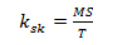 k_sk = MS/T